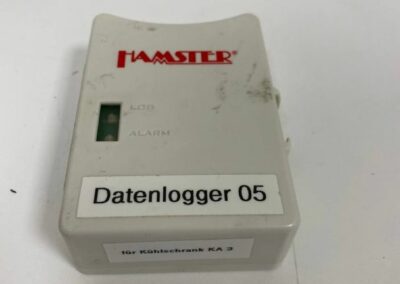 HAMSTER®
LOG
ALARM
Datenlogger 05
für Kühlschrank KA 3